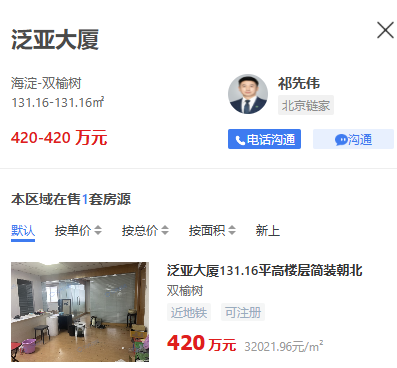 泛亚大厦
海淀-双榆树
131.16-131.16㎡
420-420 万元
祁先伟
北京链家
电话沟通
沟通
本区域在售1套房源
默认 按单价 按总价 按面积 新上
泛亚大厦131.16平高楼层简装朝北
双榆树
近地铁 可注册
420 万元 32021.96元/m²